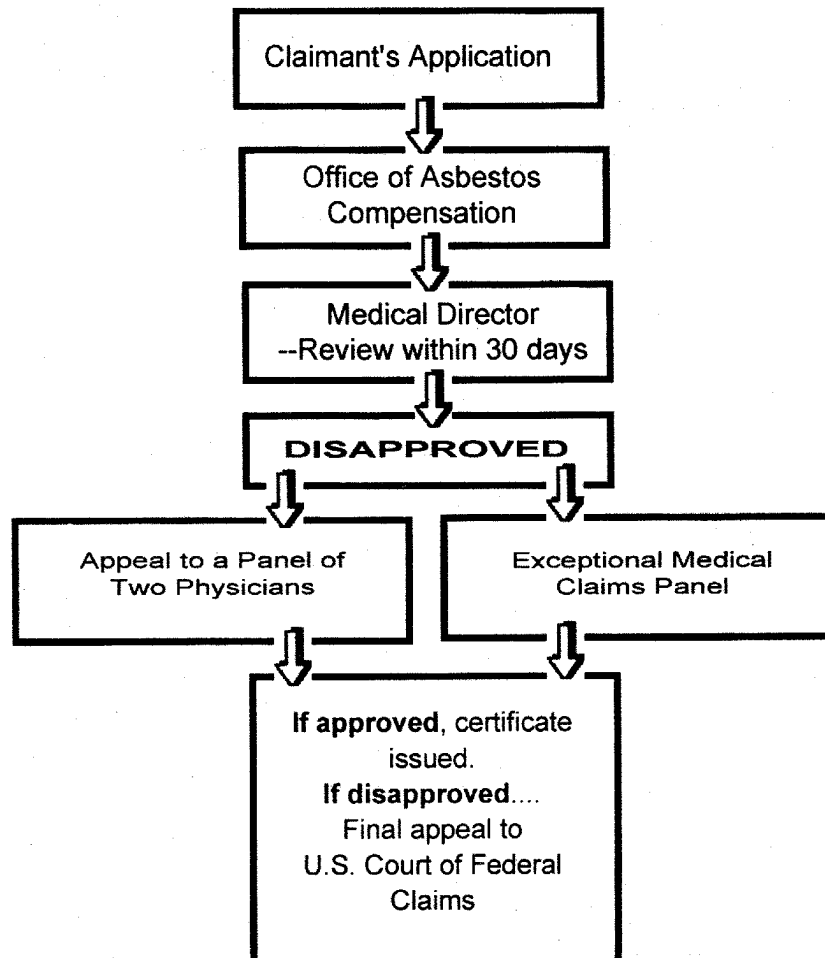 Claimant's Application
Office of Asbestos
Compensation
Medical Director
--Review within 30 days
DISAPPROVED
Appeal to a Panel of
Two Physicians
Exceptional Medical
Claims Panel
If approved, certificate
issued.
If disapproved....
Final appeal to
U.S. Court of Federal
Claims